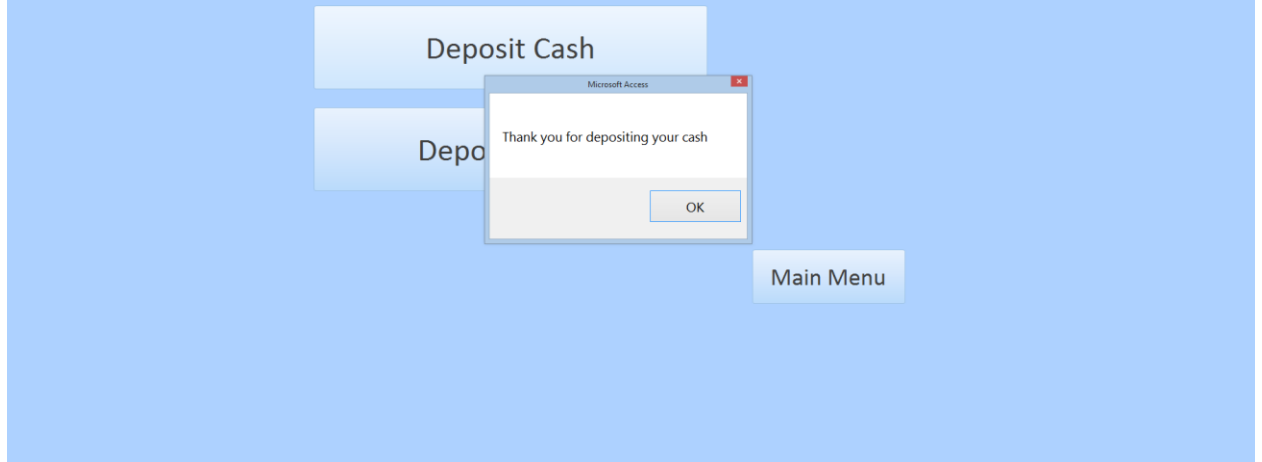 Deposit Cash
Microsoft Access
Thank you for depositing your cash
Depo
OK
Main Menu